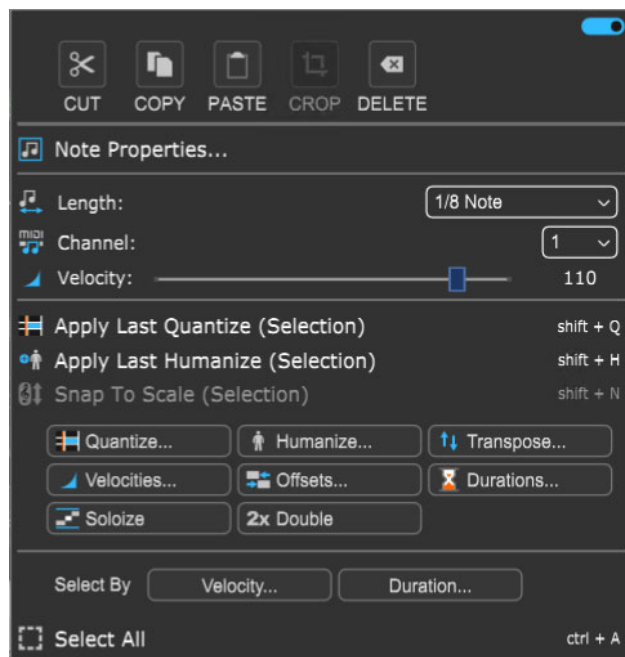 CUT COPY PASTE CROP DELETE
Note Properties...
Length: 1/8 Note
MIDI
Channel: 1
Velocity: 110
Apply Last Quantize (Selection) shift + Q
Apply Last Humanize (Selection) shift + H
Snap To Scale (Selection) shift + N
Quantize... Humanize... Transpose...
Velocities... Offsets... Durations...
Soloize 2x Double
Select By Velocity... Duration...
Select All ctrl + A